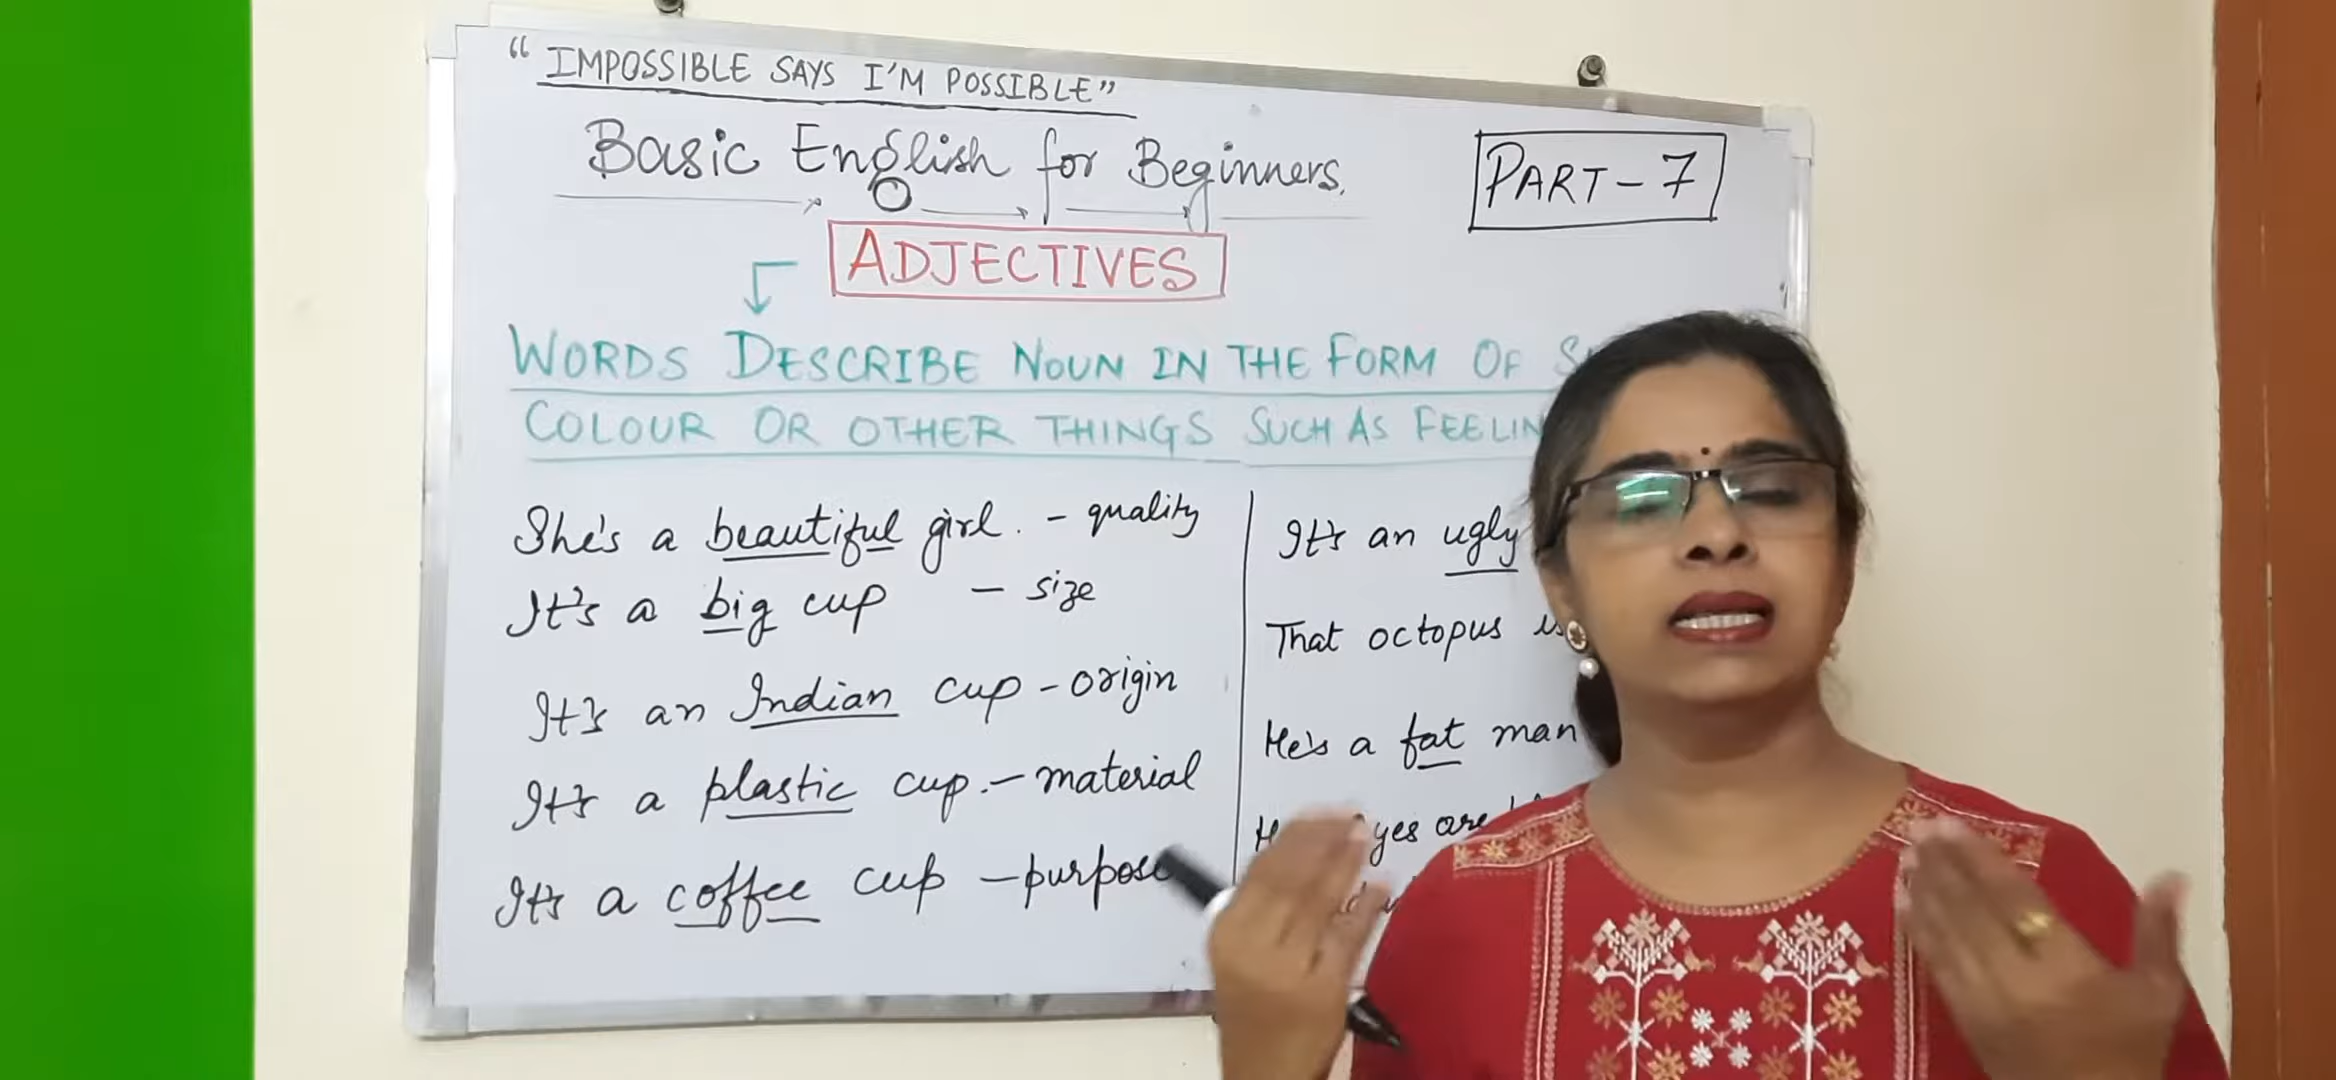 “IMPOSSIBLE SAYS I'M POSSIBLE”
Basic English for Beginners.
PART-7
ADJECTIVES
WORDS DESCRIBE NOUN IN THE FORM OF
COLOUR OR OTHER THINGS SUCH AS
She's a beautiful girl. - quality
It's a big cup - size
It's an Indian cup - origin
It's a plastic cup. - material
It's a coffee cup - purpose
It's an ugly
That octopus
He's a fat man
are